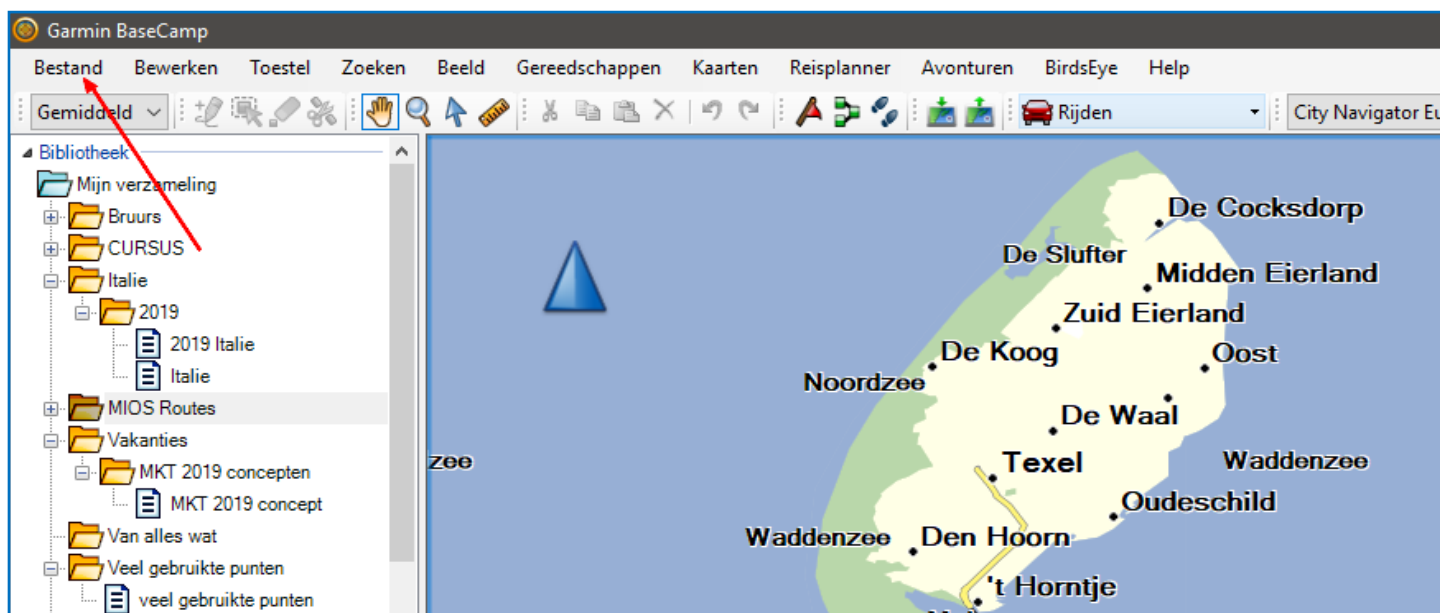 Garmin BaseCamp
Bestand Bewerken Toestel Zoeken Beeld Gereedschappen Kaarten Reisplanner Avonturen BirdsEye Help
Gemiddeld Rijden City Navigator Eu
Bibliotheek
Mijn verzameling
Bruurs
CURSUS
Italie
2019
2019 Italie
Italie
MIOS Routes
Vakanties
MKT 2019 concepten
MKT 2019 concept
Van alles wat
Veel gebruikte punten
veel gebruikte punten
De Cocksdorp
De Slufter
Midden Eierland
Zuid Eierland
De Koog
Oost
Noordzee
De Waal
zee
Texel
Waddenzee
Oudeschild
Waddenzee
Den Hoorn
't Horntje